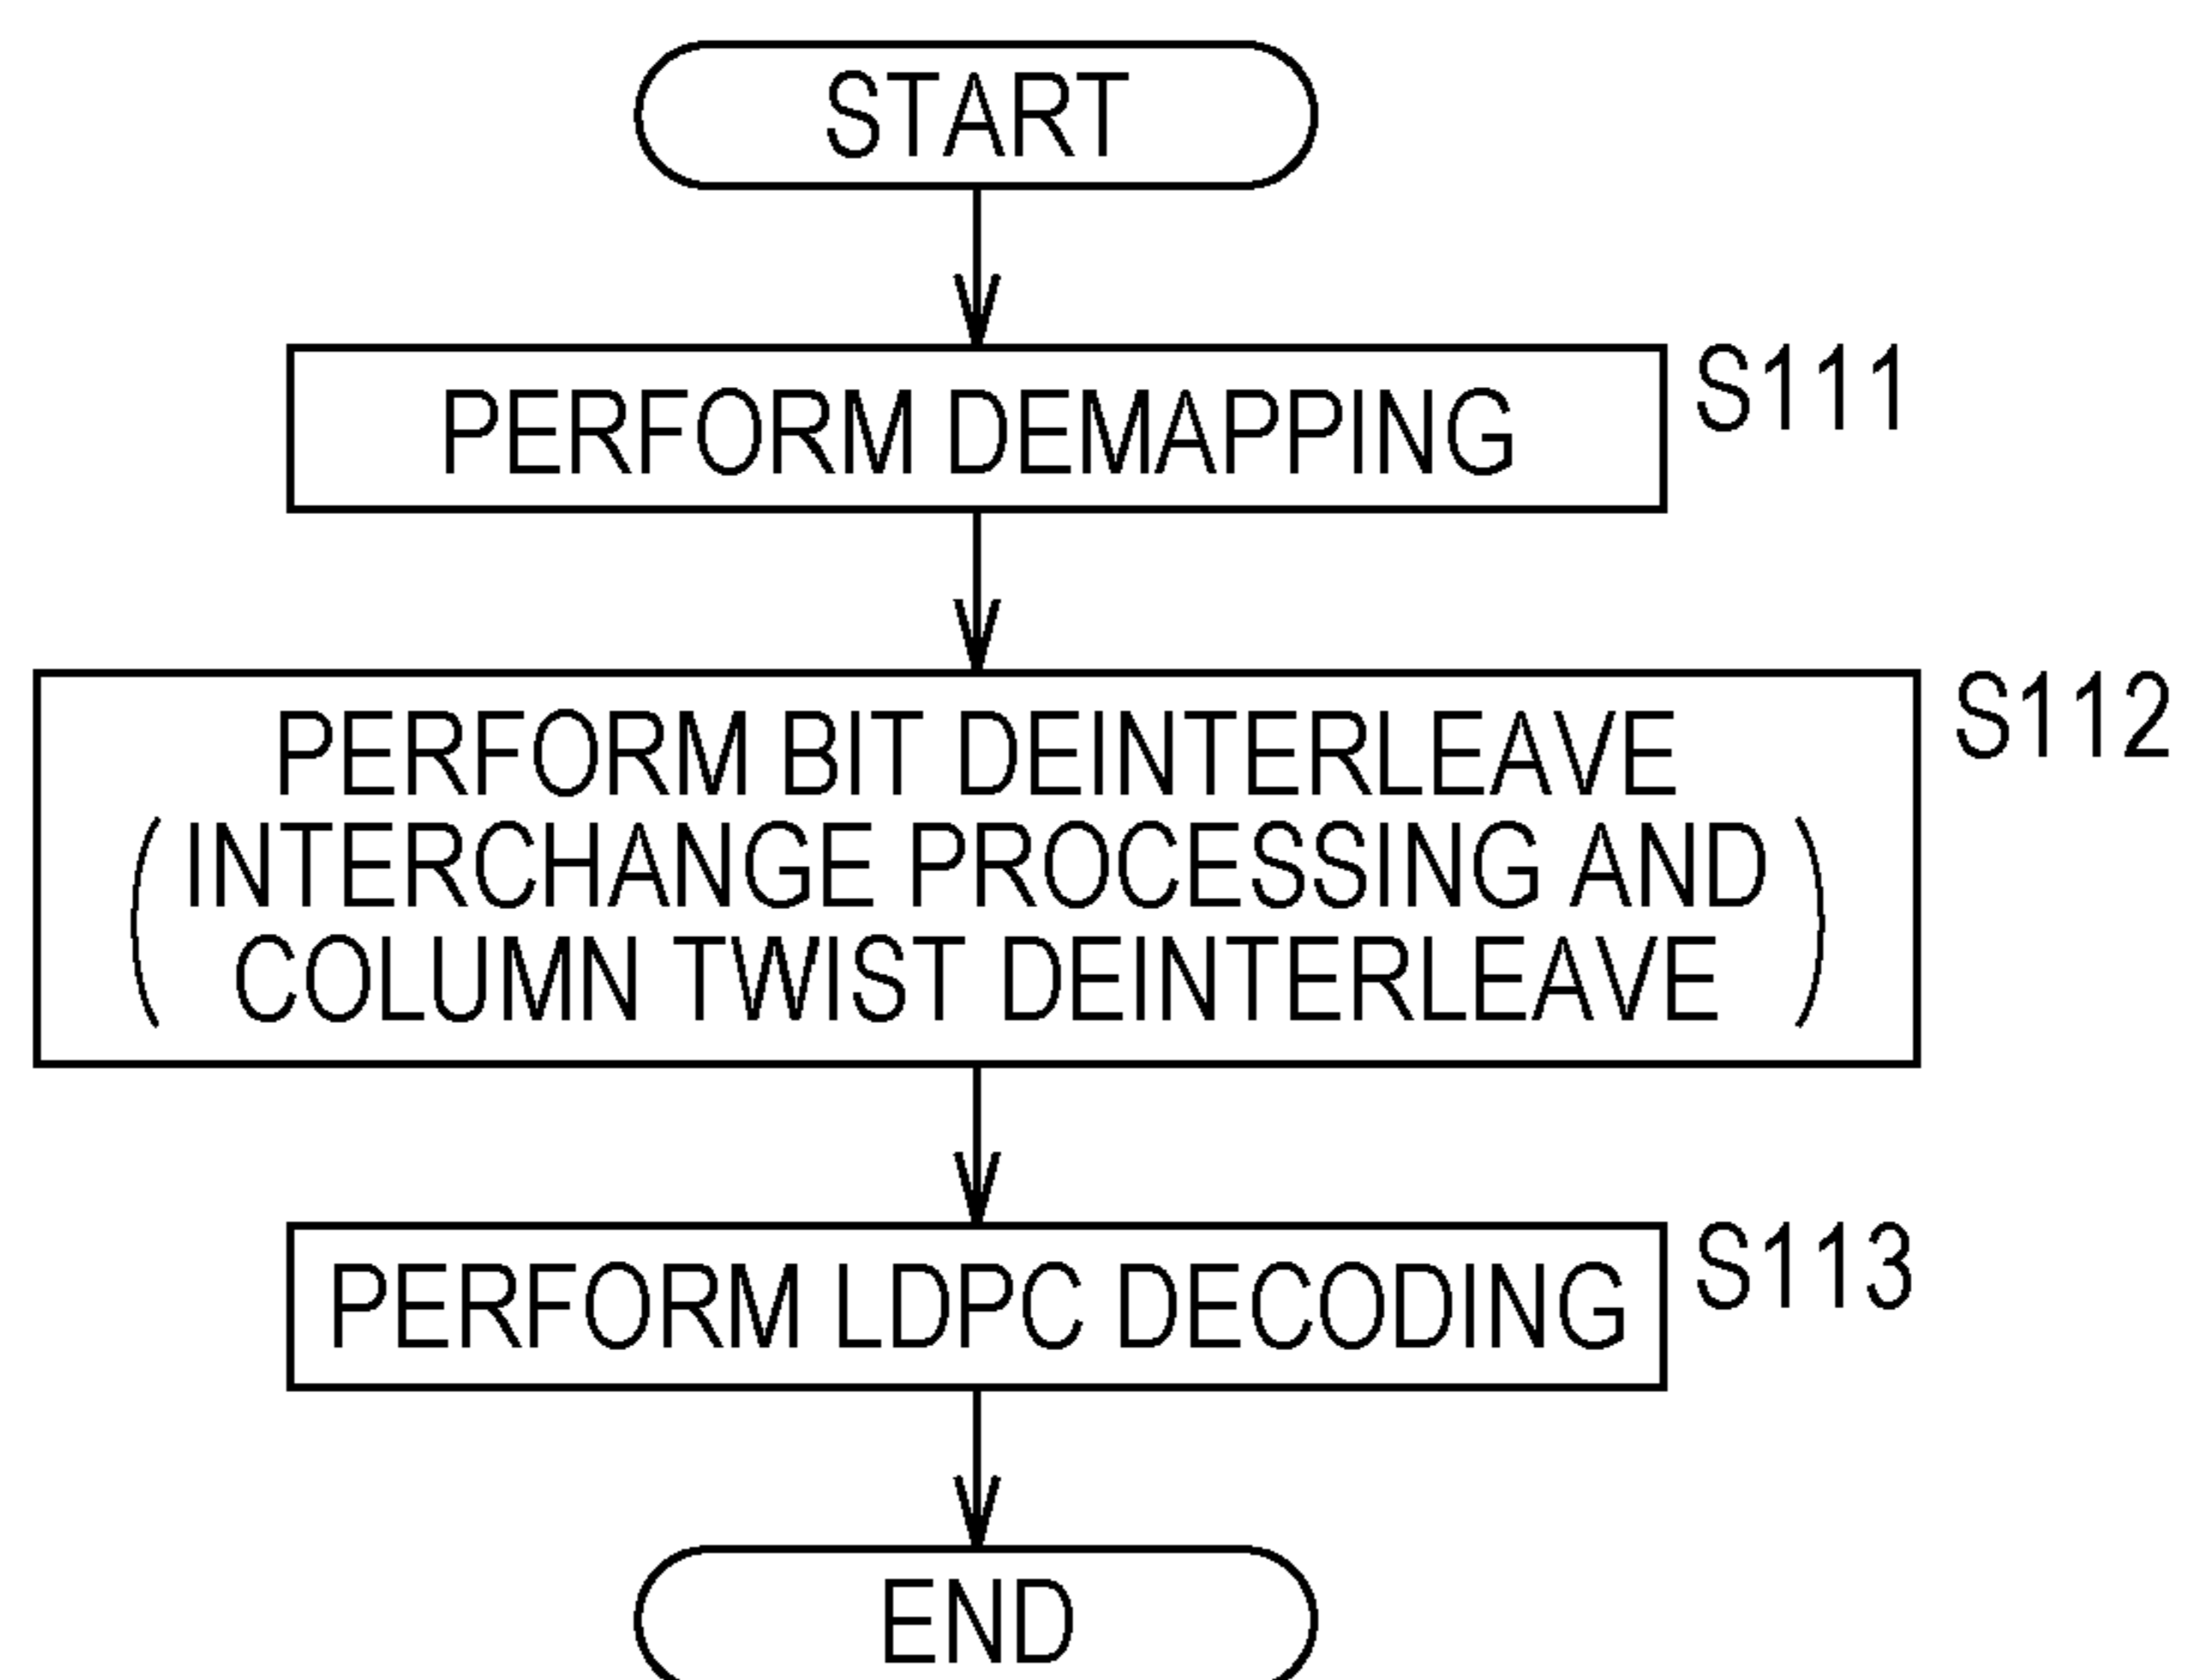 START
PERFORM DEMAPPING
S111
PERFORM BIT DEINTERLEAVE
S112
(INTERCHANGE PROCESSING AND
COLUMN TWIST DEINTERLEAVE)
PERFORM LDPC DECODING
S113
END